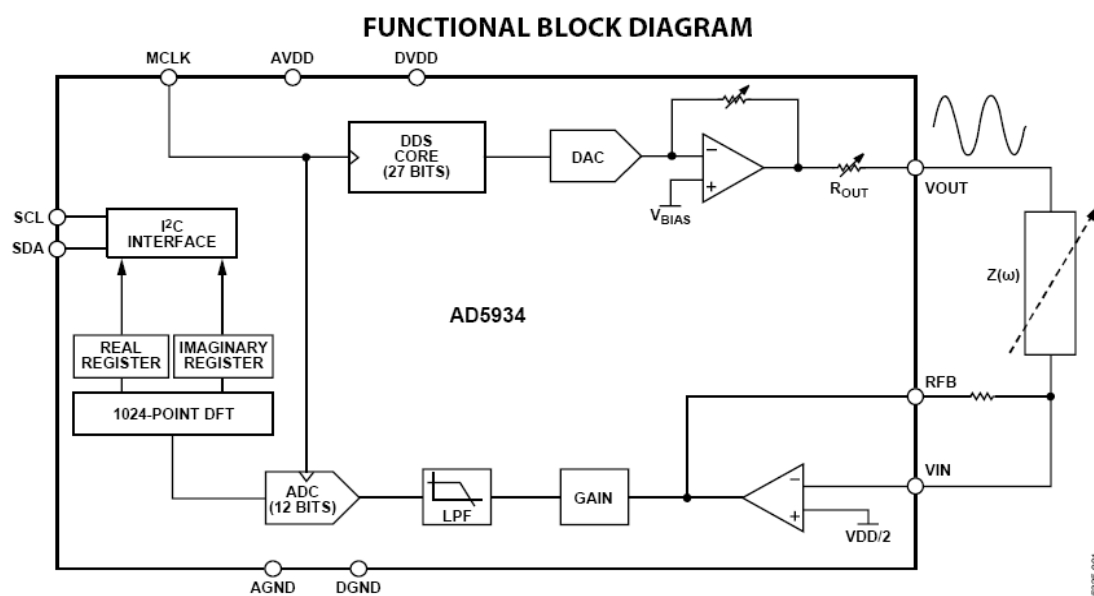 FUNCTIONAL BLOCK DIAGRAM
MCLK
AVDD
DVDD
DDS
CORE
(27 BITS)
DAC
VBIAS
ROUT
VOUT
SCL
SDA
I2C
INTERFACE
Z(ω)
AD5934
REAL
REGISTER
IMAGINARY
REGISTER
1024-POINT DFT
RFB
VIN
ADC
(12 BITS)
LPF
GAIN
VDD/2
AGND
DGND